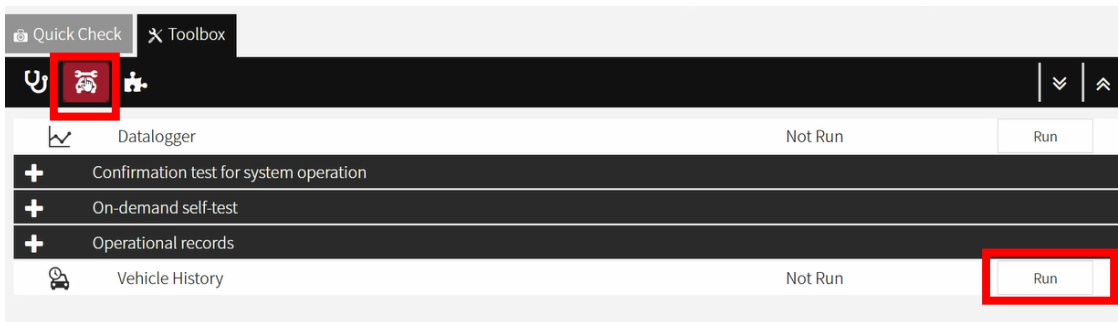 Quick Check Toolbox
Datalogger Not Run Run
Confirmation test for system operation
On-demand self-test
Operational records
Vehicle History Not Run Run